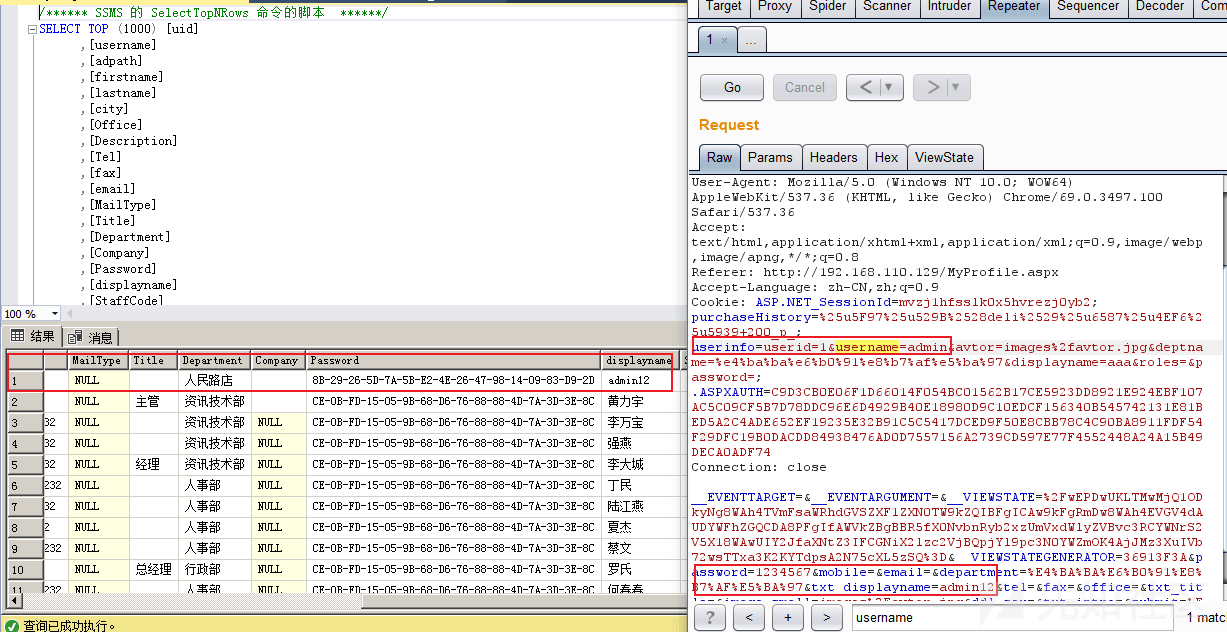 /****** SSMS 的 SelectTopNRows 命令的脚本  ******/
SELECT TOP (1000) [uid]
,[username]
,[adpath]
,[firstname]
,[lastname]
,[city]
,[Office]
,[Description]
,[Tel]
,[fax]
,[email]
,[MailType]
,[Title]
,[Department]
,[Company]
,[Password]
,[displayname]
,[StaffCode]
100 %
结果 消息
MailType Title Department Company Password displayname
1 NULL 人民路店 8B-29-26-5D-7A-5B-E2-4E-26-47-98-14-09-83-D9-2D admin12
2 NULL 主管 资讯技术部 CE-0B-FD-15-05-9B-68-D6-76-88-88-4D-7A-3D-3E-8C 黄力宇
3 32 NULL 资讯技术部 NULL CE-0B-FD-15-05-9B-68-D6-76-88-88-4D-7A-3D-3E-8C 李万宝
4 32 NULL 资讯技术部 NULL CE-0B-FD-15-05-9B-68-D6-76-88-88-4D-7A-3D-3E-8C 强燕
5 32 NULL 经理 资讯技术部 NULL CE-0B-FD-15-05-9B-68-D6-76-88-88-4D-7A-3D-3E-8C 李大城
6 232 NULL 人事部 NULL CE-0B-FD-15-05-9B-68-D6-76-88-88-4D-7A-3D-3E-8C 丁民
7 32 NULL 人事部 NULL CE-0B-FD-15-05-9B-68-D6-76-88-88-4D-7A-3D-3E-8C 陆江燕
8 2 NULL 人事部 NULL CE-0B-FD-15-05-9B-68-D6-76-88-88-4D-7A-3D-3E-8C 夏杰
9 232 NULL 人事部 NULL CE-0B-FD-15-05-9B-68-D6-76-88-88-4D-7A-3D-3E-8C 蔡文
10 NULL 总经理 行政部 NULL CE-0B-FD-15-05-9B-68-D6-76-88-88-4D-7A-3D-3E-8C 罗氏
11 232 NULL 人事部 NULL CE-0B-FD-15-05-9B-68-D6-76-88-88-4D-7A-3D-3E-8C 何春春
查询已成功执行。
Target Proxy Spider Scanner Intruder Repeater Sequencer Decoder Com
1 × ...
Go Cancel < ▼ > ▼
Request
Raw Params Headers Hex ViewState
User-Agent: Mozilla/5.0 (Windows NT 10.0; WOW64)
AppleWebKit/537.36 (KHTML, like Gecko) Chrome/69.0.3497.100
Safari/537.36
Accept:
text/html,application/xhtml+xml,application/xml;q=0.9,image/webp
,image/apng,*/*;q=0.8
Referer: http://192.168.110.129/MyProfile.aspx
Accept-Language: zh-CN,zh;q=0.9
Cookie: ASP.NET_SessionId=mvzj1hfsslk0x5hvrezj0yb2;
purchaseHistory=%25u5F97%25u529B%2528deli%2529%25u6587%25u4EF6%2
5u5939+200_p_;
userinfo=userid=1&username=admin&avtor=images%2favtor.jpg&deptna
me=%e4%ba%ba%e6%b0%91%e8%b7%af%e5%ba%97&displayname=aaa&roles=&p
assword=;
.ASPXAUTH=C9D3CB0E06F1D66014F054BC01562B17CE5923DD8921E924EBF107
AC5C09CF5B7D78DDC96E6D4929B40E18980D9C10EDCF156340B545742131E81B
ED5A2C4ADE652EF19235E32B91C5C5417DCED9F50E8CBB78C4C90BA8911FDF54
F29DFC19B0DACDD84938476AD0D7557156A2739CD597E77F4552448A24A15B49
DECA0ADF74
Connection: close
__EVENTTARGET=&__EVENTARGUMENT=&__VIEWSTATE=%2FwEPDwUKLTMwMjQ1OD
password=1234567&mobile=&email=&department=%E4%BA%BA%E6%B0%91%E8%
B7%AF%E5%BA%97&txt_displayname=admin12&tel=&fax=&office=&txt_tit
? < + > username 1 matc